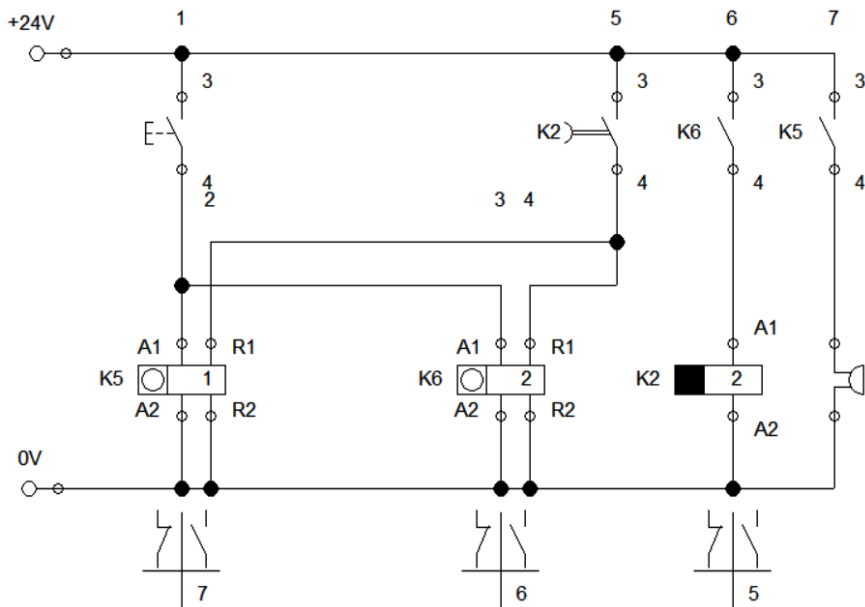 1 5 6 7
+24V
3 3 3 3
K2 K6 K5
4 4 4 4
2 3 4
A1 R1 A1 R1 A1
K5 1 K6 2 K2 2
A2 R2 A2 R2 A2
0V
7 6 5